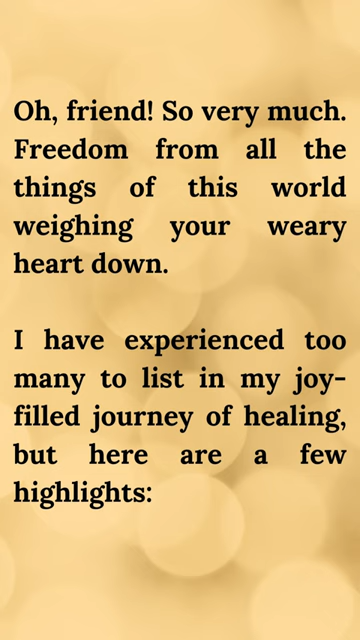 Oh, friend! So very much.
Freedom from all the
things of this world
weighing your weary
heart down.
I have experienced too
many to list in my joy-
filled journey of healing,
but here are a few
highlights: